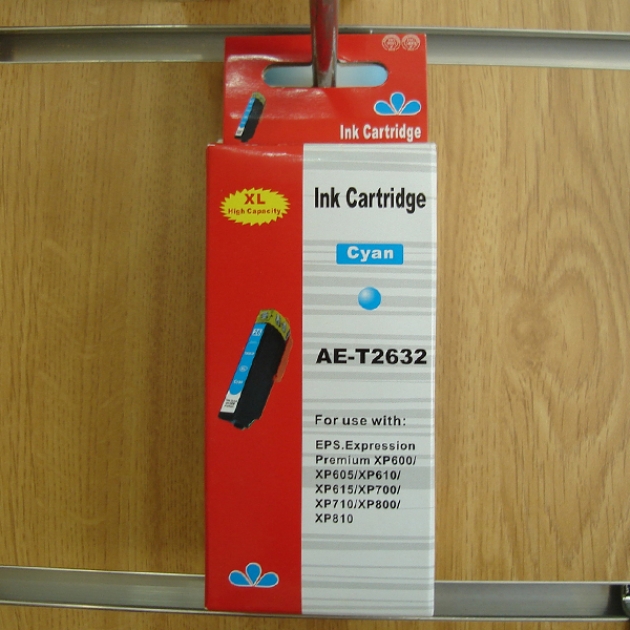 Ink Cartridge
XL
High Capacity
Ink Cartridge
Cyan
AE-T2632
For use with:
EPS.Expression
Premium XP600/
XP605/XP610/
XP615/XP700/
XP710/XP800/
XP810